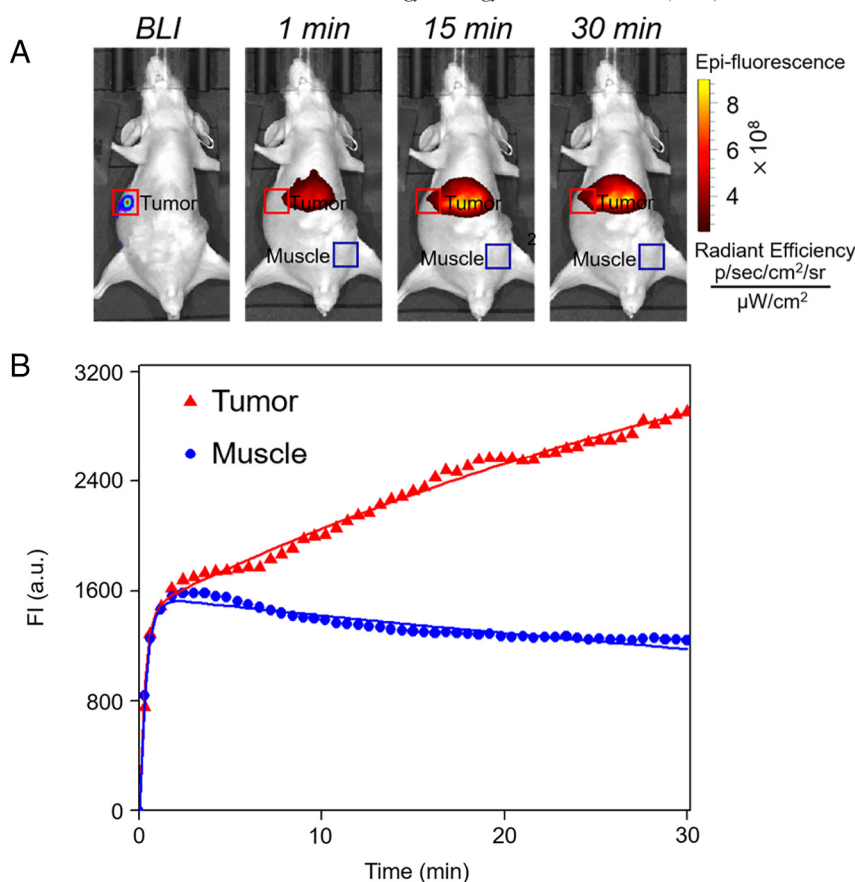 A
BLI
1 min
15 min
30 min
Tumor
Tumor
Muscle
Tumor
Muscle
2
Tumor
Muscle
Epi-fluorescence
8
6
4
× 10⁸
Radiant Efficiency
p/sec/cm²/sr
µW/cm²
B
3200
2400
1600
800
0
FI (a.u.)
Tumor
Muscle
0
10
20
30
Time (min)